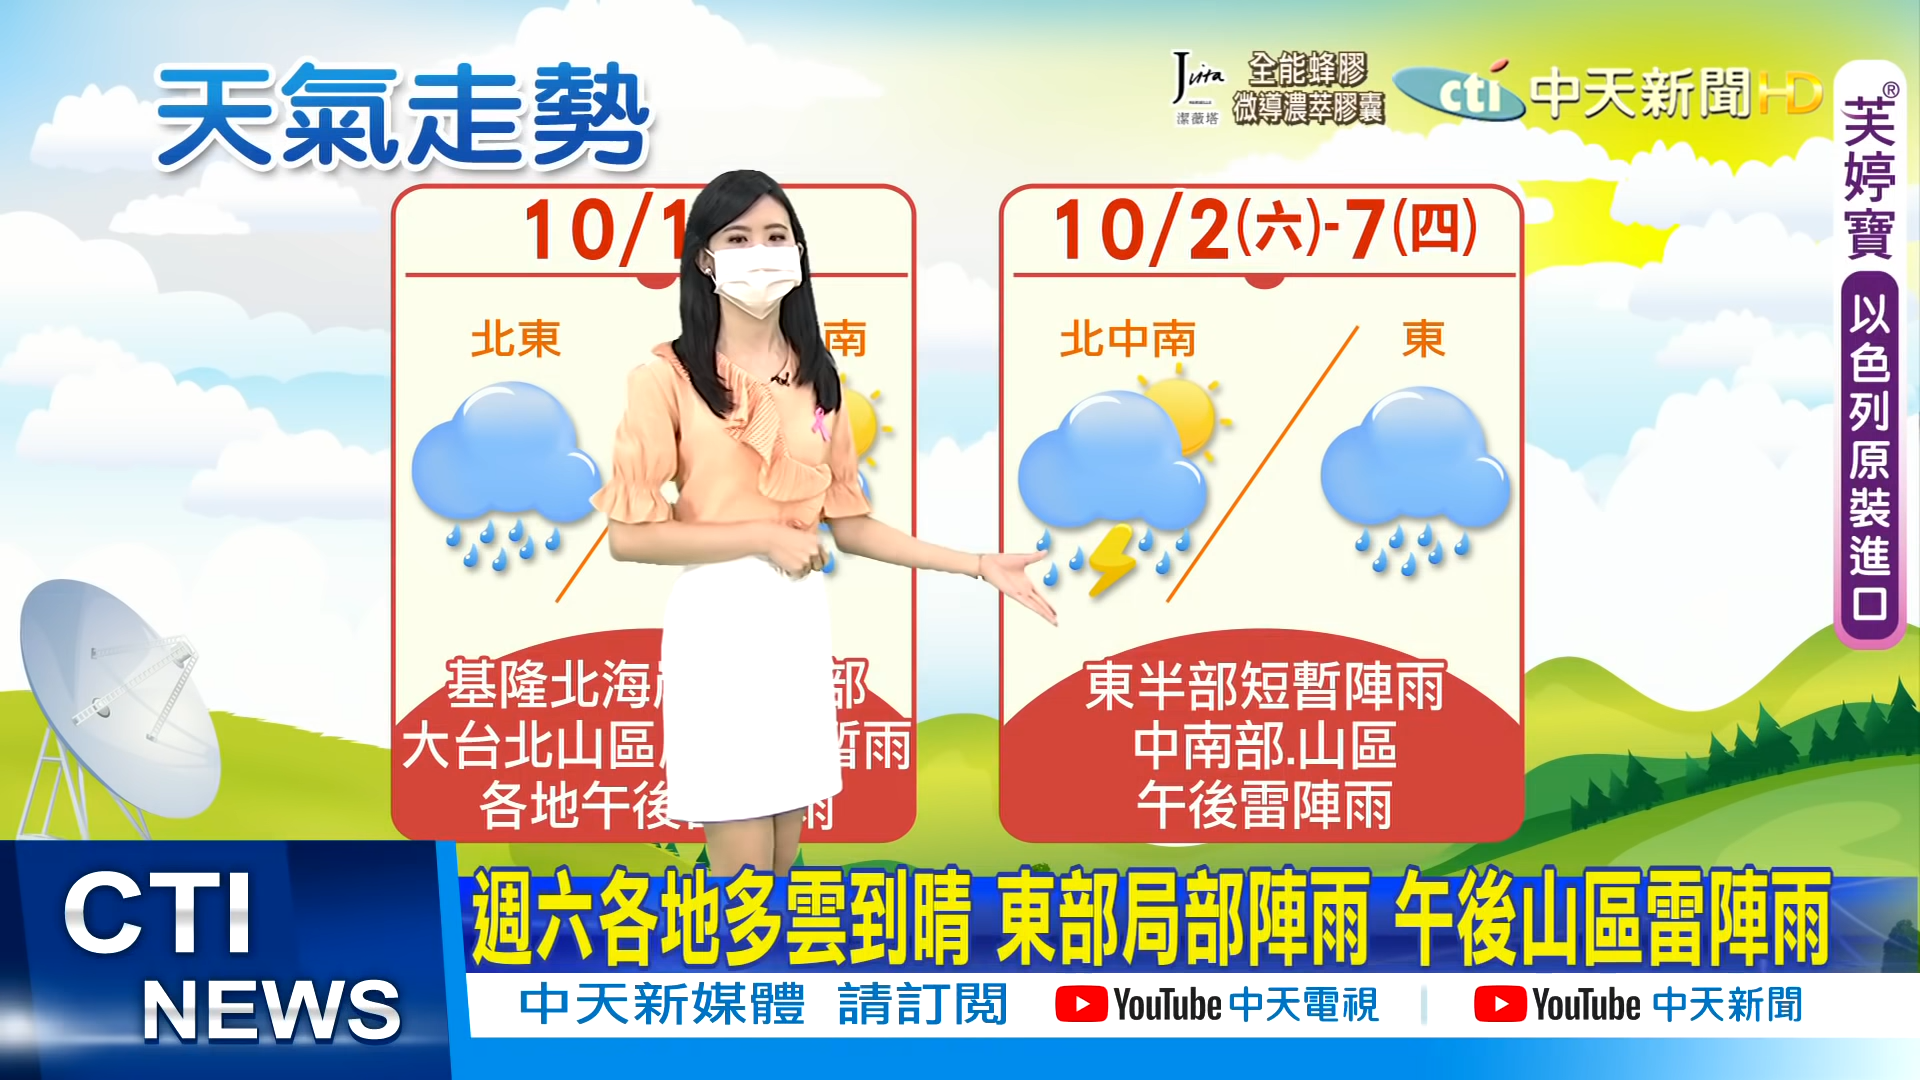 天氣走勢
Jvita
潔薇塔
全能蜂膠
微導濃萃膠囊
cti 中天新聞HD
芙婷寶®
以色列原裝進口
10/1
北東
南
基隆北海 部
大台北山區 暫雨
各地午後 雨
10/2(六)-7(四)
北中南
東
東半部短暫陣雨
中南部.山區
午後雷陣雨
CTI
NEWS
週六各地多雲到晴 東部局部陣雨 午後山區雷陣雨
中天新媒體 請訂閱 YouTube 中天電視 | YouTube 中天新聞